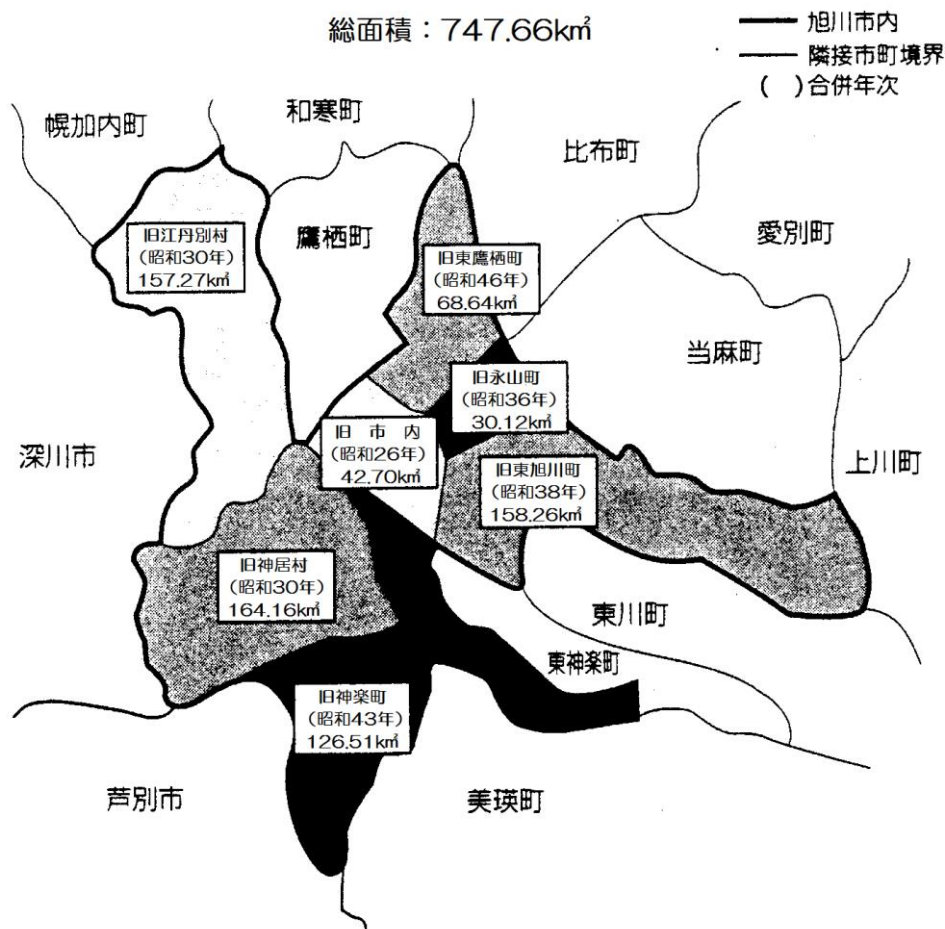 総面積：747.66k㎡
旭川市内
隣接市町境界
(　)合併年次
幌加内町
和寒町
比布町
愛別町
鷹栖町
旧江丹別村
(昭和30年)
157.27k㎡
旧東鷹栖町
(昭和46年)
68.64k㎡
当麻町
旧永山町
(昭和36年)
30.12k㎡
旧 市 内
(昭和26年)
42.70k㎡
深川市
上川町
旧東旭川町
(昭和38年)
158.26k㎡
旧神居村
(昭和30年)
164.16k㎡
東川町
東神楽町
旧神楽町
(昭和43年)
126.51k㎡
芦別市
美瑛町